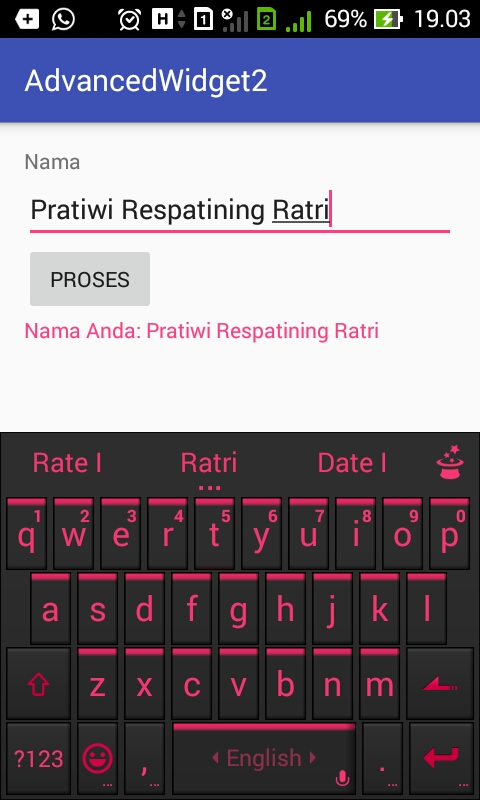 H 1 2 69% 19.03
AdvancedWidget2
Nama
Pratiwi Respatining Ratri
PROSES
Nama Anda: Pratiwi Respatining Ratri
Rate I Ratri Date I
...
1 2 3 4 5 6 7 8 9 0
q w e r t y u i o p
a s d f g h j k l
z x c v b n m
?123 , English .